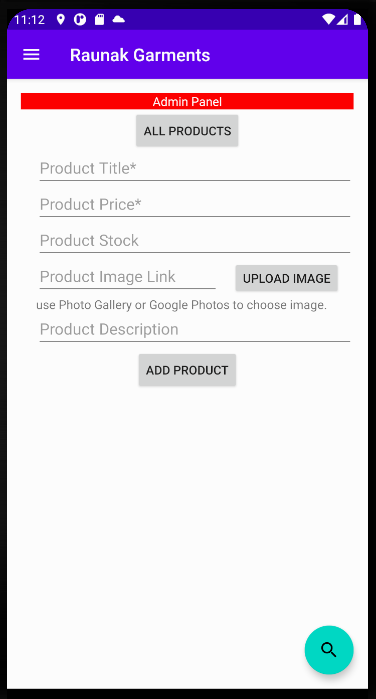 11:12
Raunak Garments
Admin Panel
ALL PRODUCTS
Product Title*
Product Price*
Product Stock
Product Image Link
UPLOAD IMAGE
use Photo Gallery or Google Photos to choose image.
Product Description
ADD PRODUCT